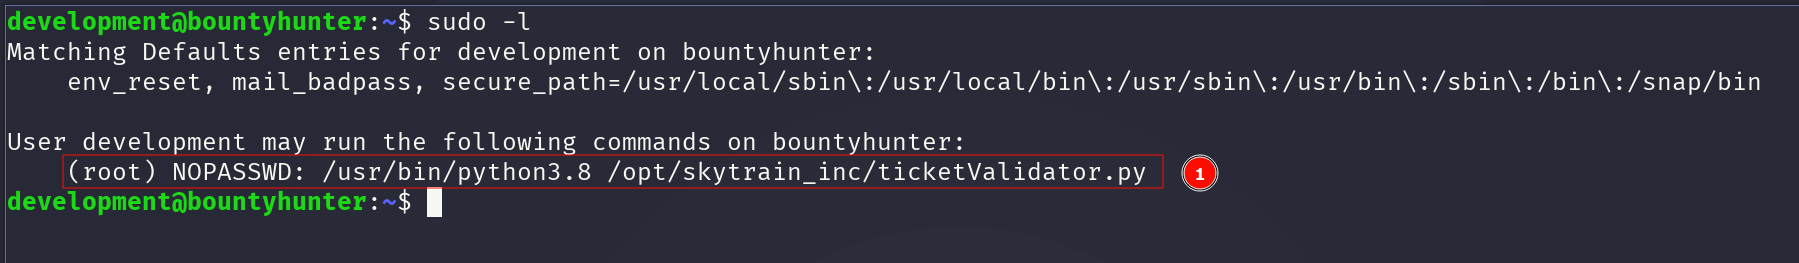 development@bountyhunter:~$ sudo -l
Matching Defaults entries for development on bountyhunter:
    env_reset, mail_badpass, secure_path=/usr/local/sbin\:/usr/local/bin\:/usr/sbin\:/usr/bin\:/sbin\:/bin\:/snap/bin
User development may run the following commands on bountyhunter:
    (root) NOPASSWD: /usr/bin/python3.8 /opt/skytrain_inc/ticketValidator.py 1
development@bountyhunter:~$